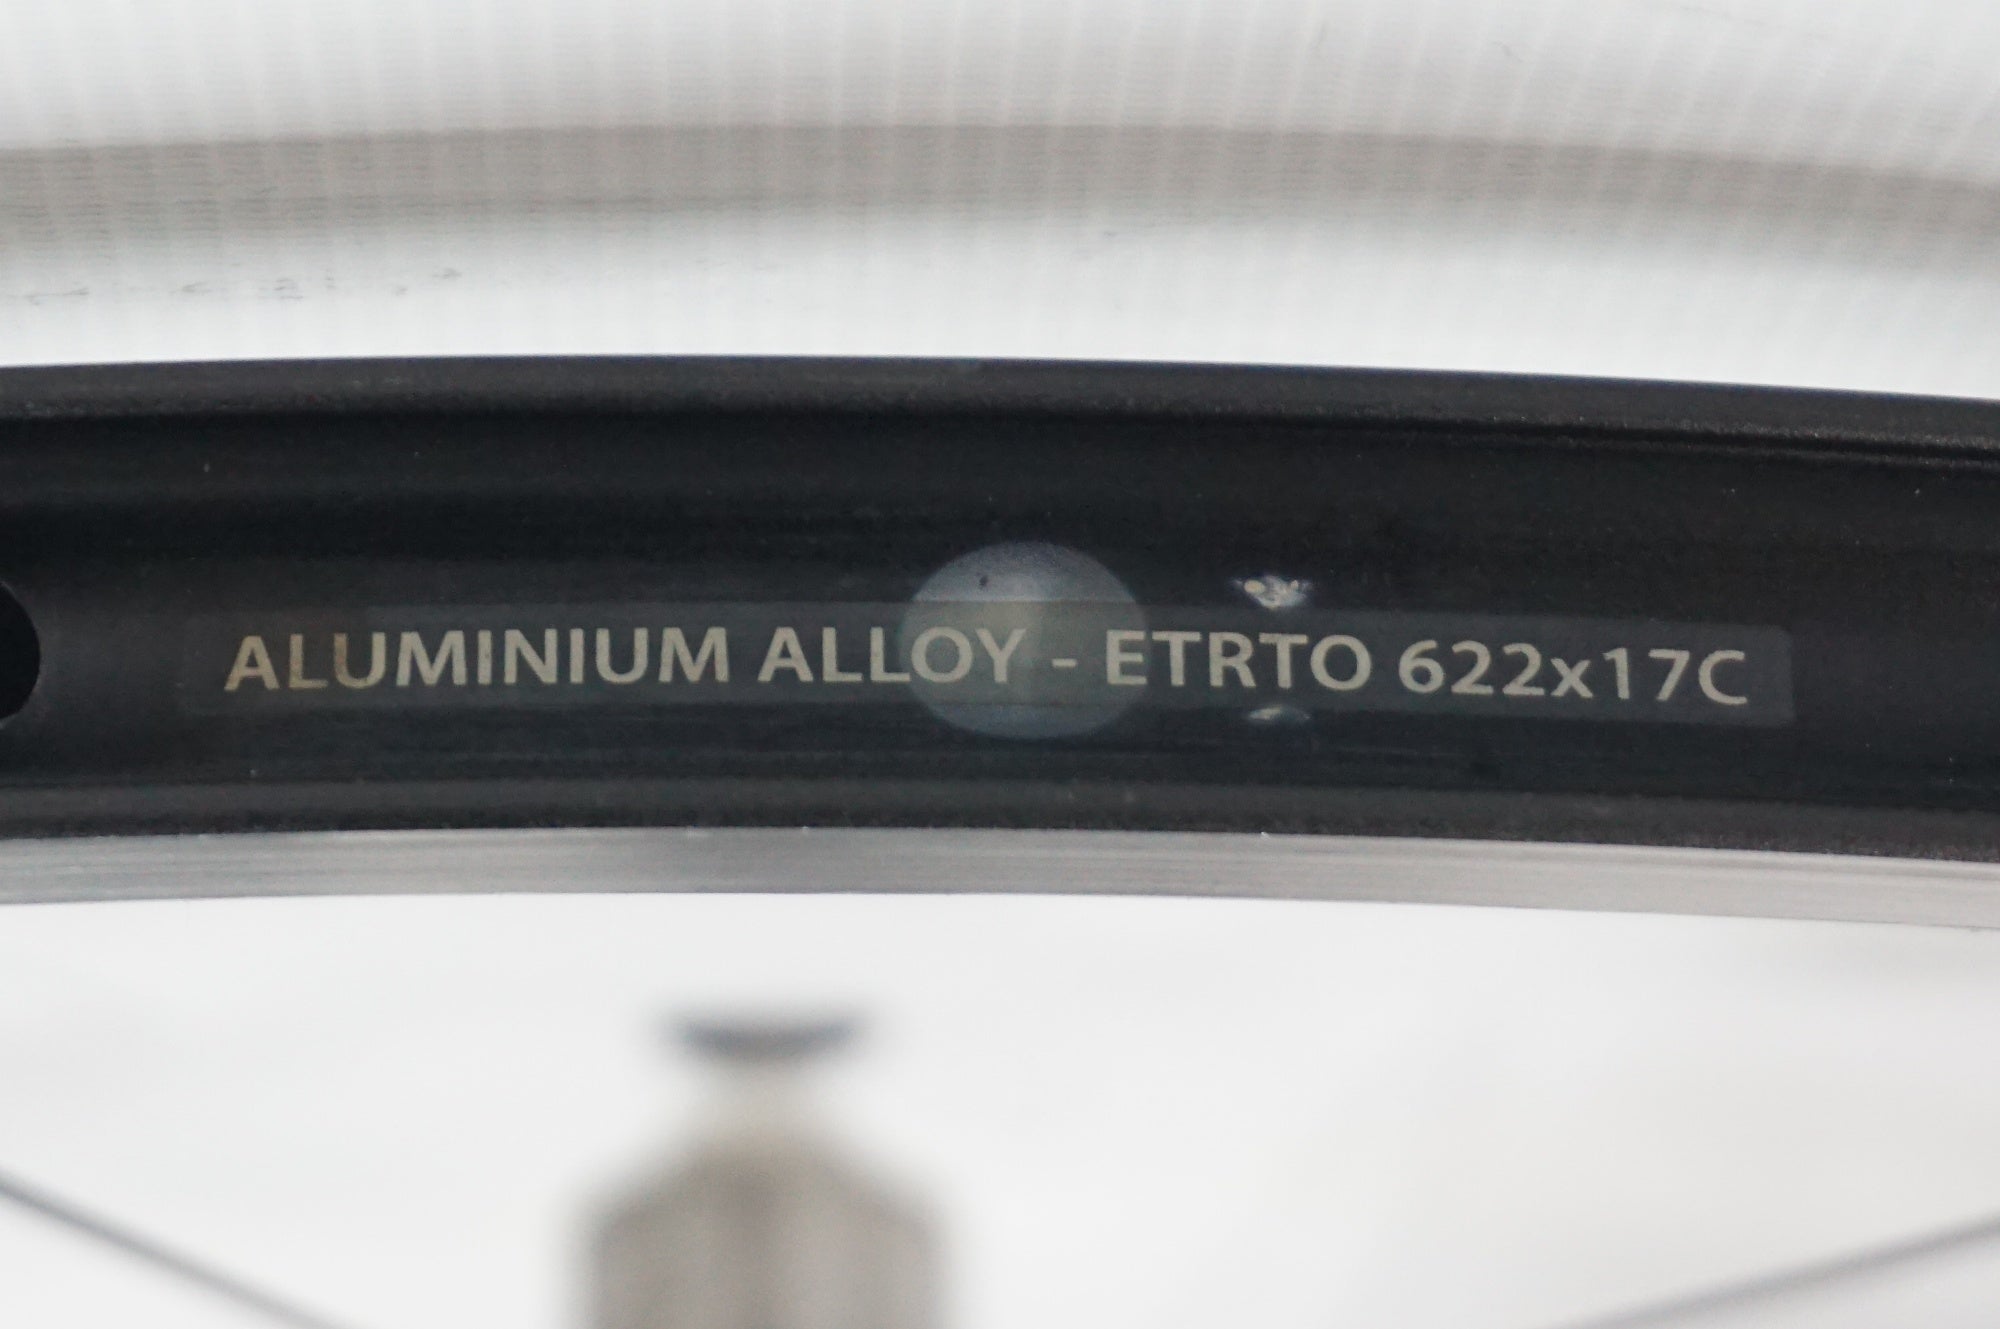 ALUMINIUM ALLOY - ETRTO 622x17C